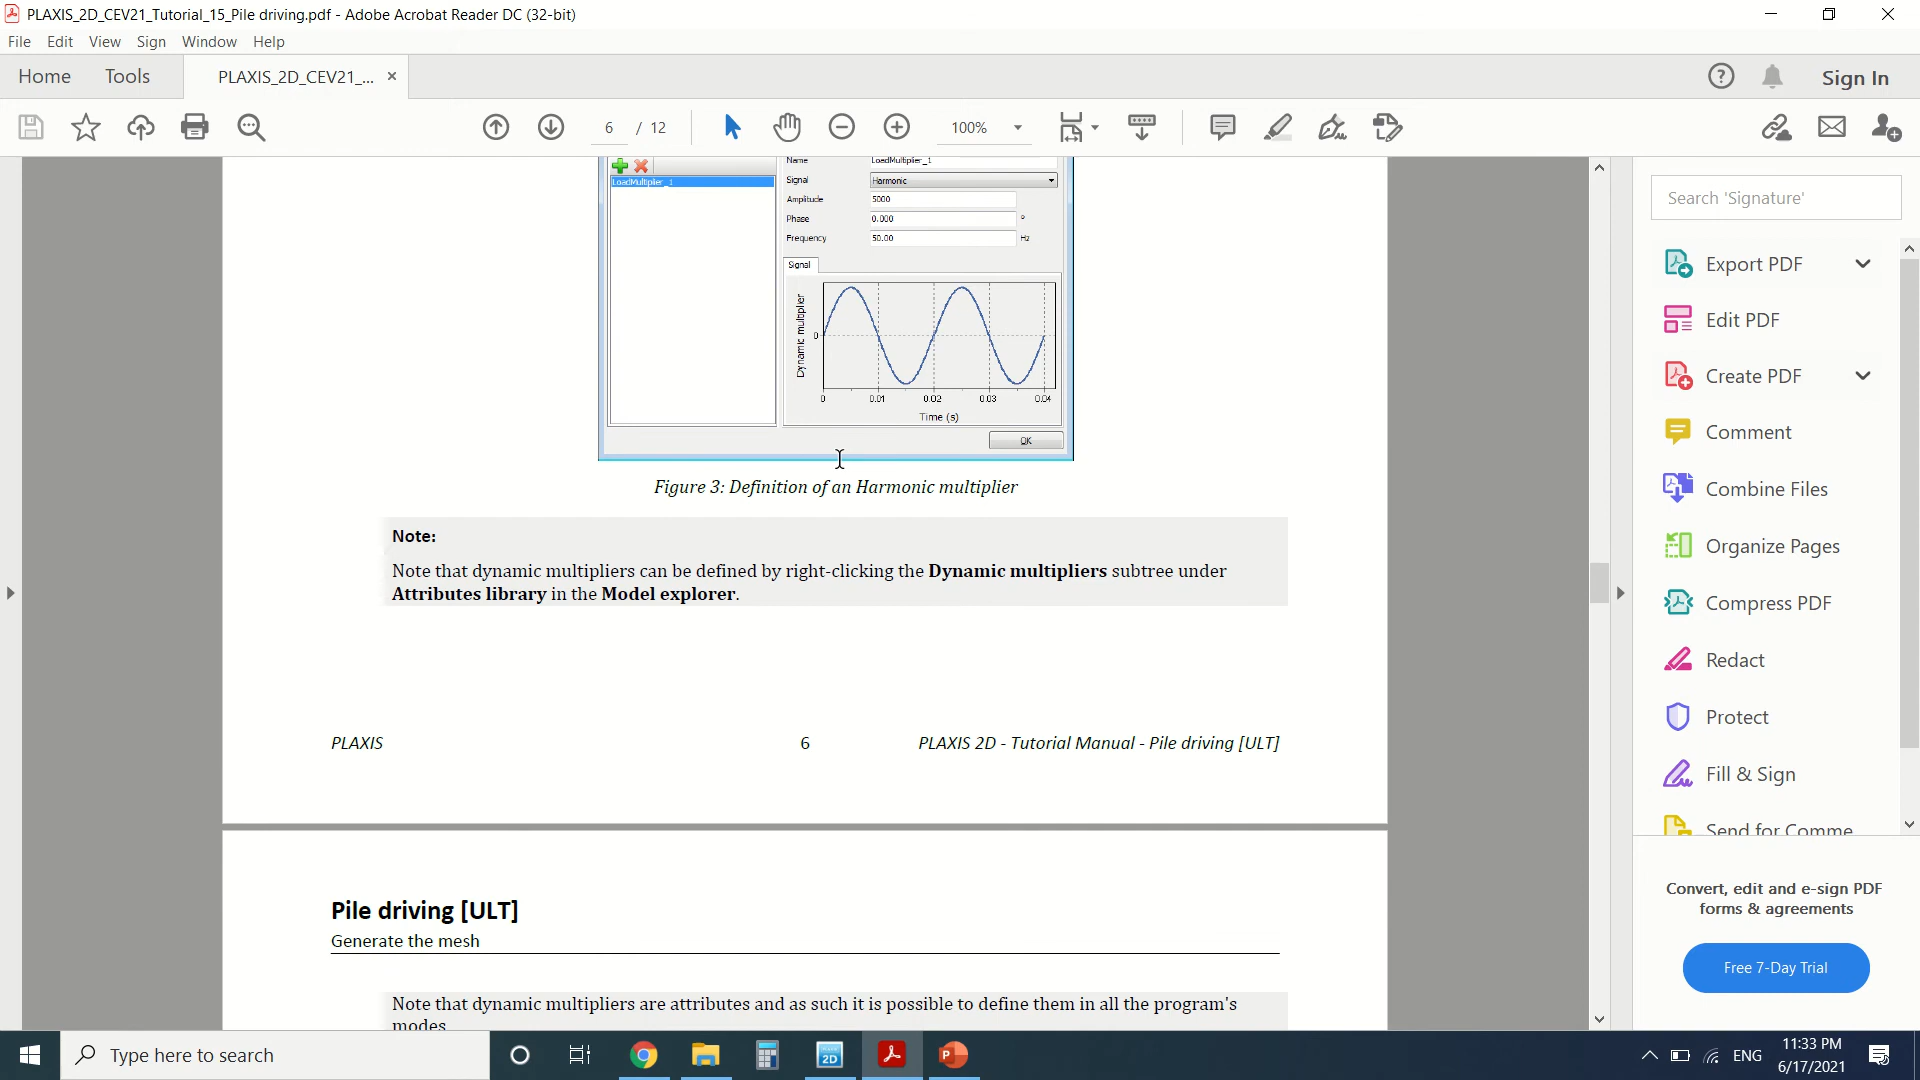 PLAXIS_2D_CEV21_Tutorial_15_Pile driving.pdf - Adobe Acrobat Reader DC (32-bit)
File Edit View Sign Window Help
Home Tools PLAXIS_2D_CEV21_... ×
? Sign In
6 / 12 100%
Name LoadMultiplier_1
LoadMultiplier_1
Signal Harmonic
Amplitude 5000
Phase 0.000 °
Frequency 50.00 Hz
Signal
Dynamic multiplier
0
0 0.01 0.02 0.03 0.04
Time (s)
OK
Figure 3: Definition of an Harmonic multiplier
Note:
Note that dynamic multipliers can be defined by right-clicking the Dynamic multipliers subtree under
Attributes library in the Model explorer.
PLAXIS 6 PLAXIS 2D - Tutorial Manual - Pile driving [ULT]
Pile driving [ULT]
Generate the mesh
Note that dynamic multipliers are attributes and as such it is possible to define them in all the program's
modes
Search 'Signature'
Export PDF
Edit PDF
Create PDF
Comment
Combine Files
Organize Pages
Compress PDF
Redact
Protect
Fill & Sign
Send for Comme
Convert, edit and e-sign PDF
forms & agreements
Free 7-Day Trial
Type here to search
2D
P
ENG
11:33 PM
6/17/2021